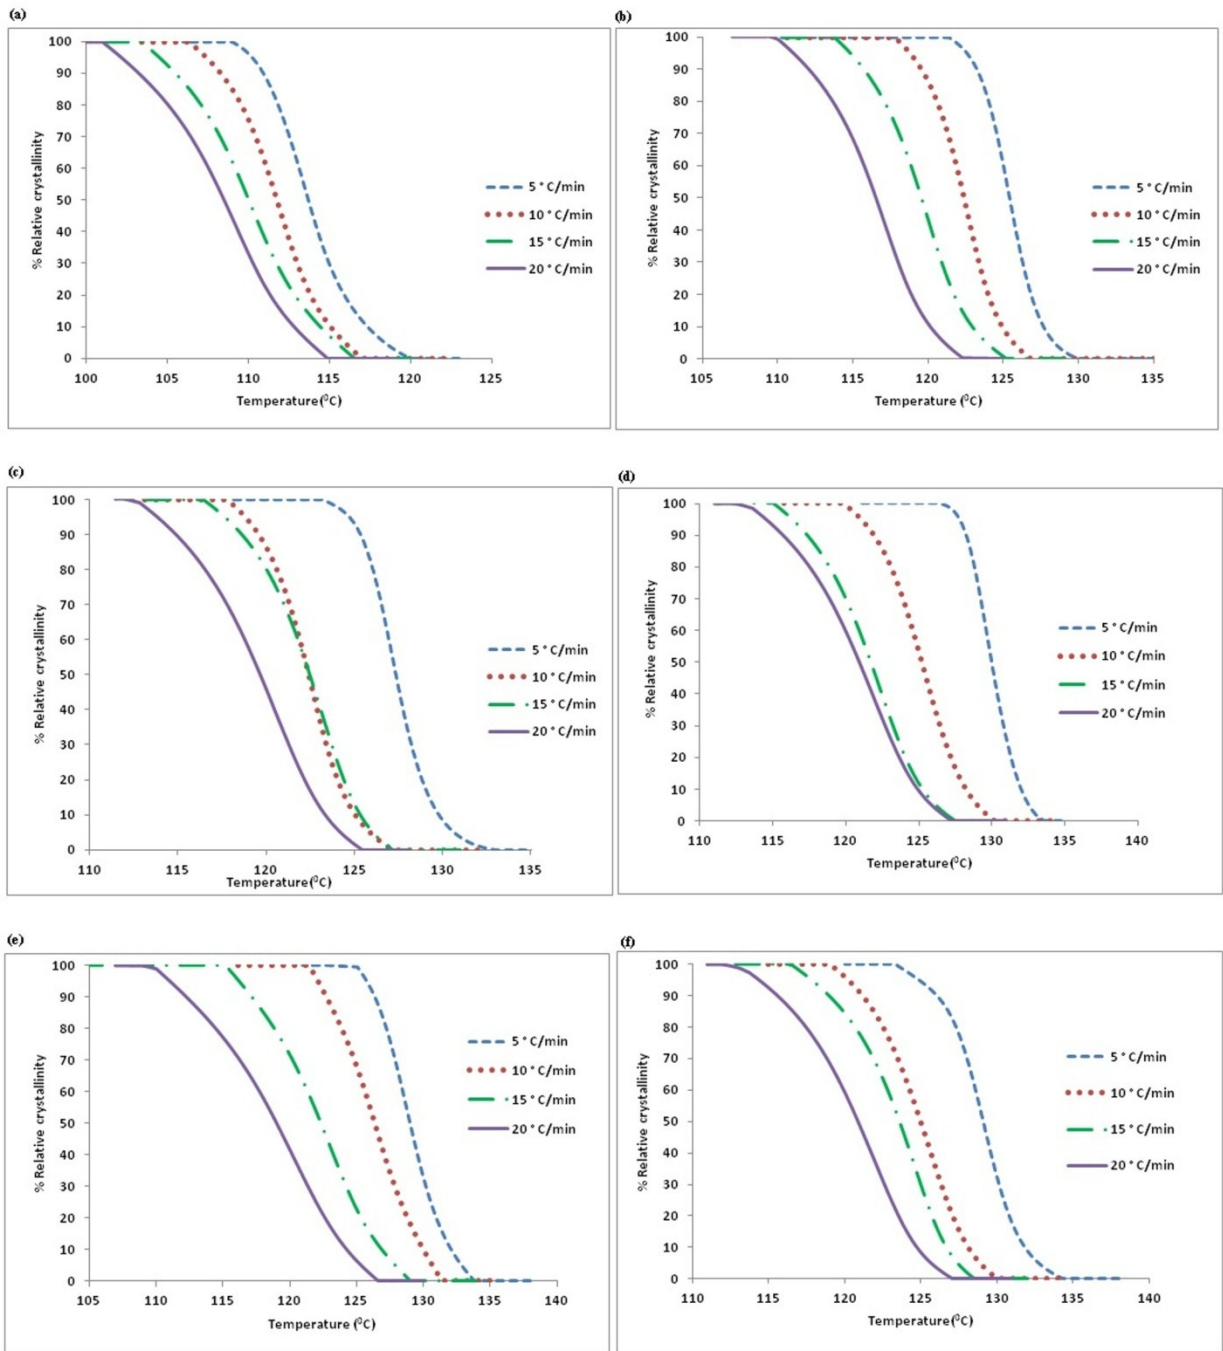 (a)
100
90
80
70
60
50
40
30
20
10
0
% Relative crystallinity
100 105 110 115 120 125
Temperature(⁰C)
5 ° C/min
10 ° C/min
15 ° C/min
20 ° C/min
(b)
100
90
80
70
60
50
40
30
20
10
0
% Relative crystallinity
105 110 115 120 125 130 135
Temperature (⁰C)
5 ° C/min
10 ° C/min
15 ° C/min
20 ° C/min
(c)
100
90
80
70
60
50
40
30
20
10
0
% Relative crystallinity
110 115 120 125 130 135
Temperature(⁰C)
5 ° C/min
10 ° C/min
15 ° C/min
20 ° C/min
(d)
100
90
80
70
60
50
40
30
20
10
0
% Relative crystallinity
110 115 120 125 130 135 140
Temperature(⁰C)
5 ° C/min
10 ° C/min
15 ° C/min
20 ° C/min
(e)
100
90
80
70
60
50
40
30
20
10
0
% Relative crystallinity
105 110 115 120 125 130 135 140
Temperature (⁰C)
5 ° C/min
10 ° C/min
15 ° C/min
20 ° C/min
(f)
100
90
80
70
60
50
40
30
20
10
0
% Relative crystallinity
110 115 120 125 130 135 140
Temperature(⁰C)
5 ° C/min
10 ° C/min
15 ° C/min
20 ° C/min